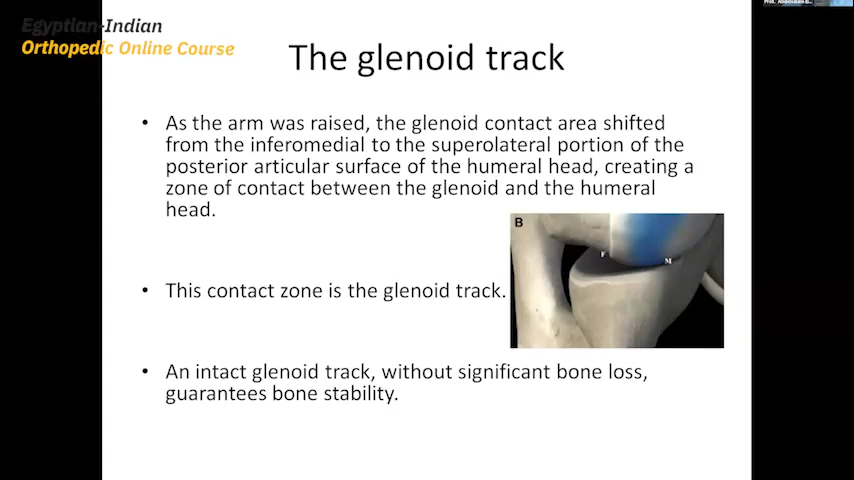 Egyptian-Indian
Orthopedic Online Course
The glenoid track
• As the arm was raised, the glenoid contact area shifted
from the inferomedial to the superolateral portion of the
posterior articular surface of the humeral head, creating a
zone of contact between the glenoid and the humeral
head.
B
F
M
• This contact zone is the glenoid track.
• An intact glenoid track, without significant bone loss,
guarantees bone stability.